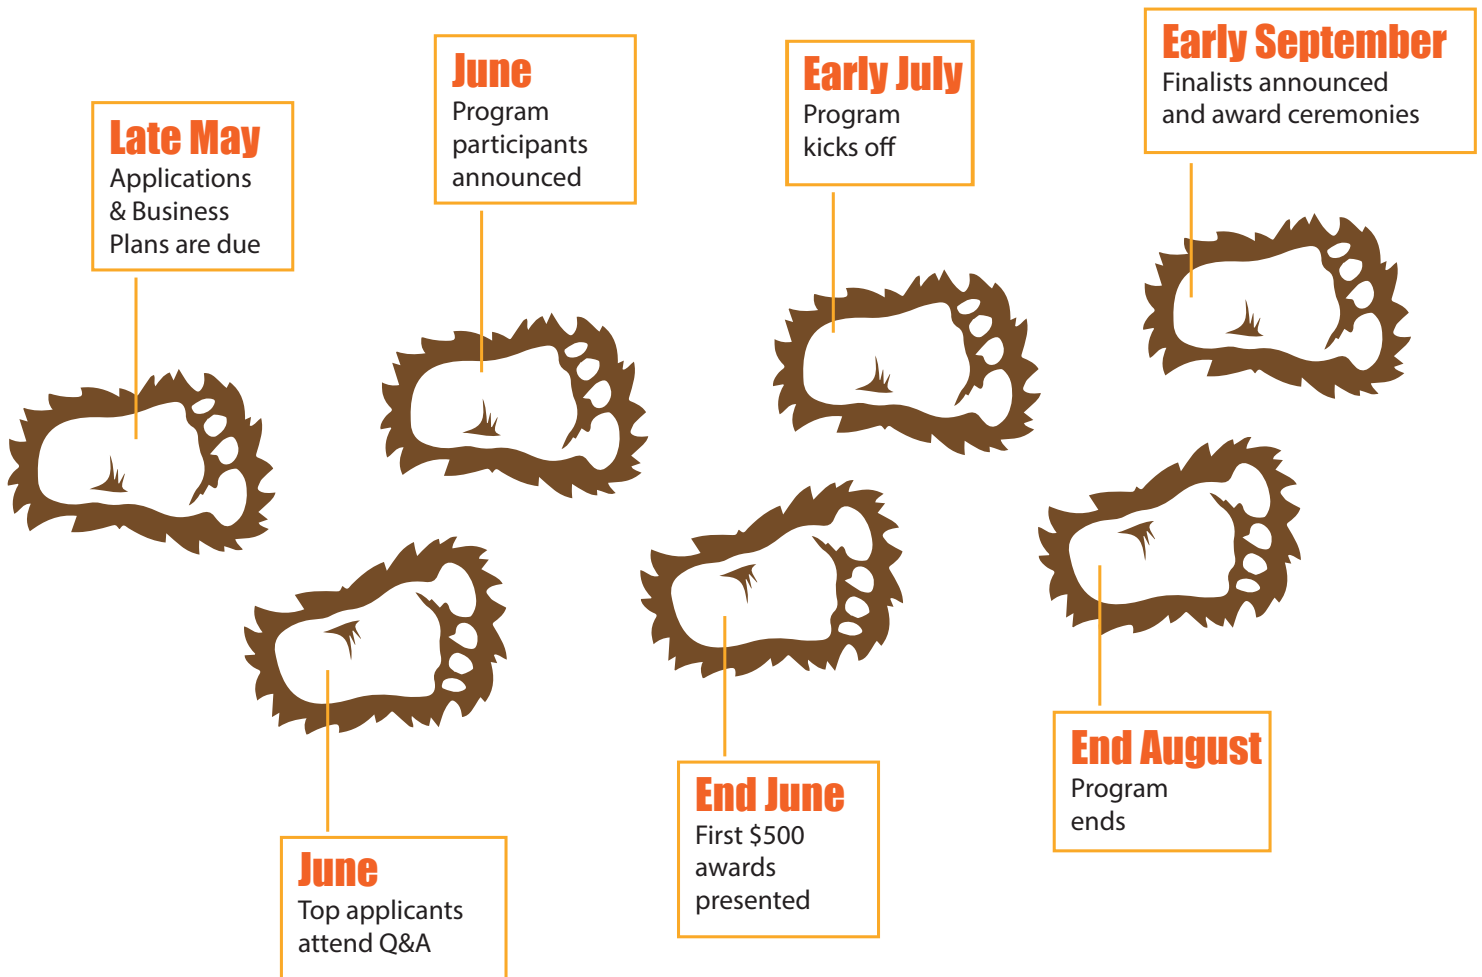 Late May
Applications
& Business
Plans are due
June
Top applicants
attend Q&A
June
Program
participants
announced
End June
First $500
awards
presented
Early July
Program
kicks off
End August
Program
ends
Early September
Finalists announced
and award ceremonies